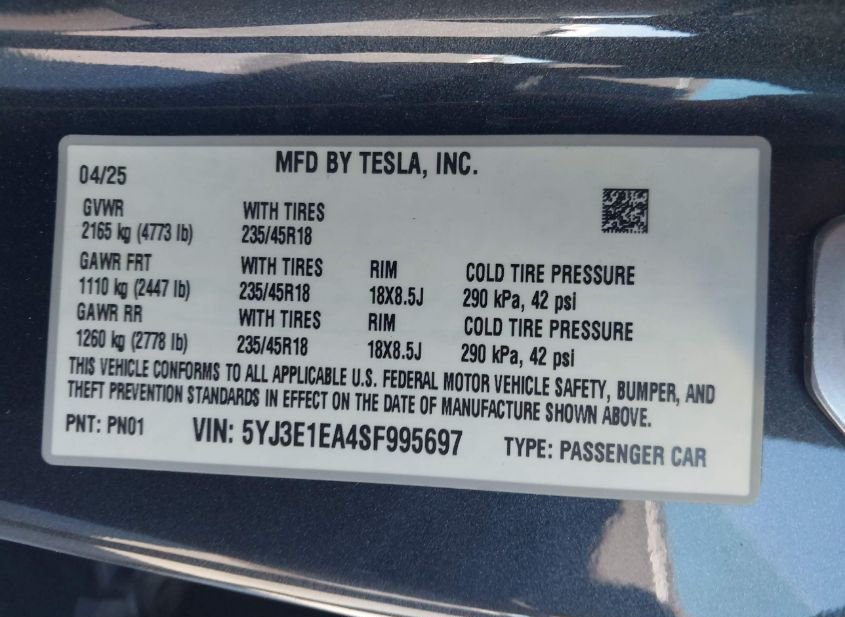 MFD BY TESLA, INC.
04/25
GVWR WITH TIRES
2165 kg (4773 lb) 235/45R18
GAWR FRT WITH TIRES RIM COLD TIRE PRESSURE
1110 kg (2447 lb) 235/45R18 18X8.5J 290 kPa, 42 psi
GAWR RR WITH TIRES RIM COLD TIRE PRESSURE
1260 kg (2778 lb) 235/45R18 18X8.5J 290 kPa, 42 psi
THIS VEHICLE CONFORMS TO ALL APPLICABLE U.S. FEDERAL MOTOR VEHICLE SAFETY, BUMPER, AND
THEFT PREVENTION STANDARDS IN EFFECT ON THE DATE OF MANUFACTURE SHOWN ABOVE.
PNT: PN01 VIN: 5YJ3E1EA4SF995697 TYPE: PASSENGER CAR